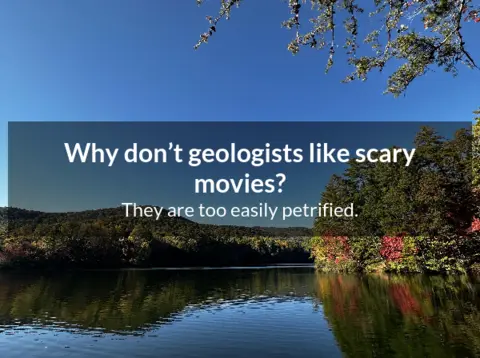 Why don’t geologists like scary
movies?
They are too easily petrified.